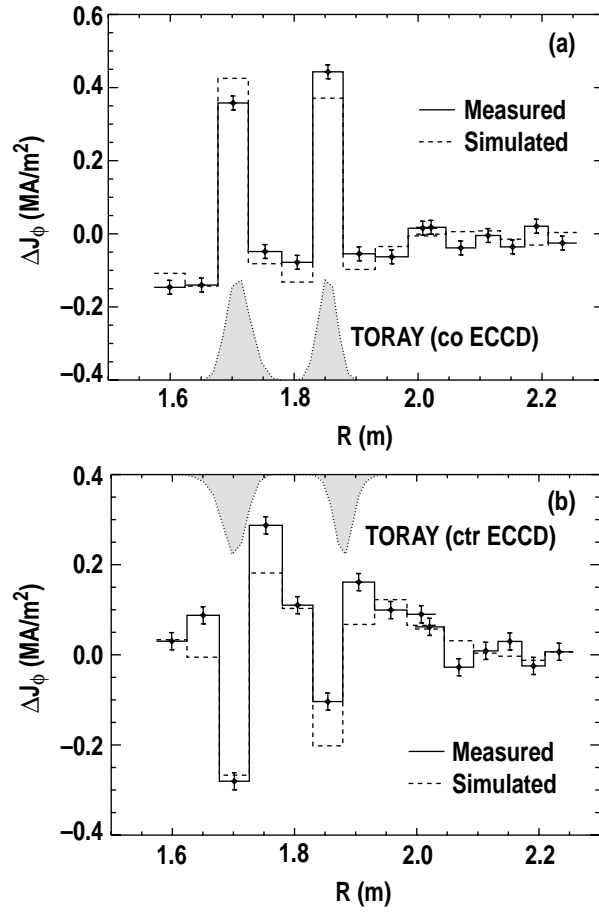 (a)
0.6
0.4
0.2
0.0
−0.2
−0.4
ΔJϕ (MA/m²)
Measured
Simulated
TORAY (co ECCD)
1.6 1.8 2.0 2.2
R (m)
(b)
0.4
0.2
0.0
−0.2
−0.4
ΔJϕ (MA/m²)
TORAY (ctr ECCD)
Measured
Simulated
1.6 1.8 2.0 2.2
R (m)